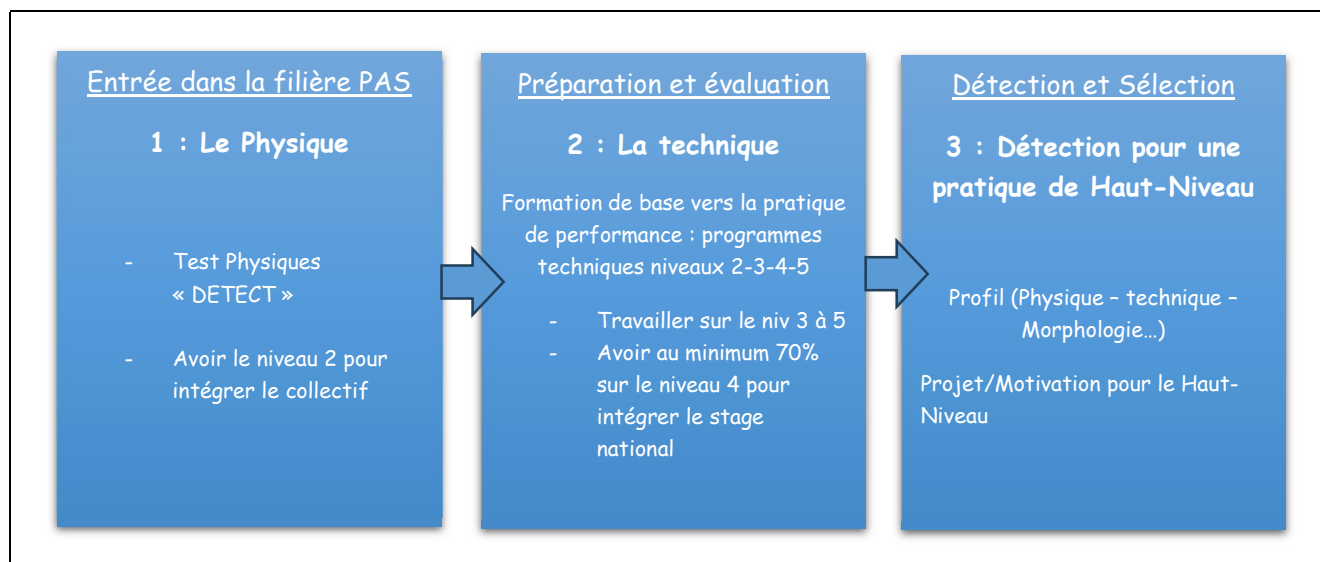 Entrée dans la filière PAS
1 : Le Physique
- Test Physiques
« DETECT »
- Avoir le niveau 2 pour
intégrer le collectif
Préparation et évaluation
2 : La technique
Formation de base vers la pratique
de performance : programmes
techniques niveaux 2-3-4-5
- Travailler sur le niv 3 à 5
- Avoir au minimum 70%
sur le niveau 4 pour
intégrer le stage
national
Détection et Sélection
3 : Détection pour une
pratique de Haut-Niveau
Profil (Physique – technique –
Morphologie…)
Projet/Motivation pour le Haut-
Niveau